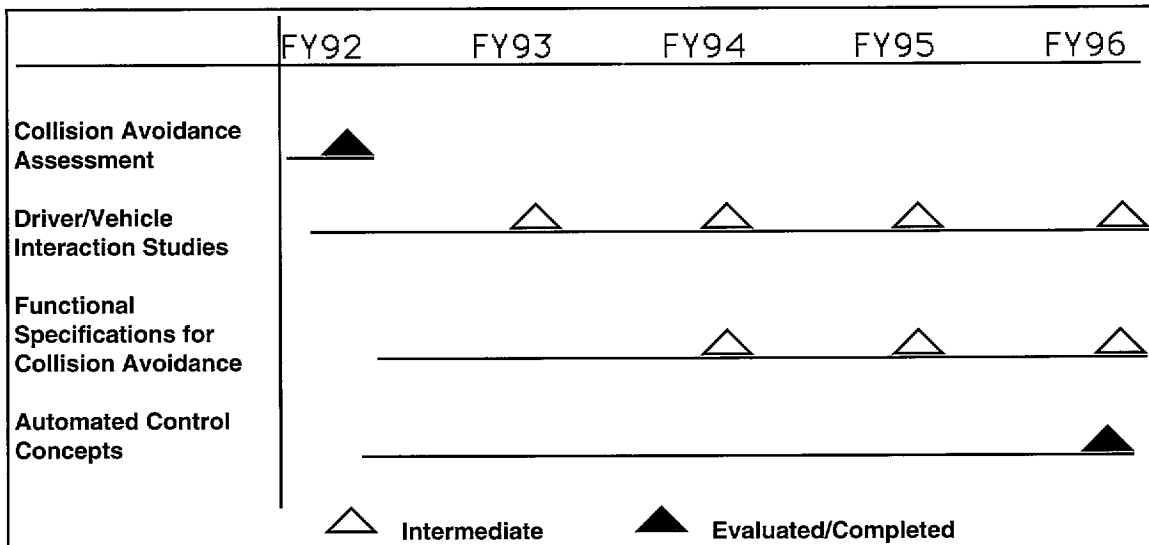 FY92 FY93 FY94 FY95 FY96
Collision Avoidance
Assessment
Driver/Vehicle
Interaction Studies
Functional
Specifications for
Collision Avoidance
Automated Control
Concepts
Intermediate Evaluated/Completed